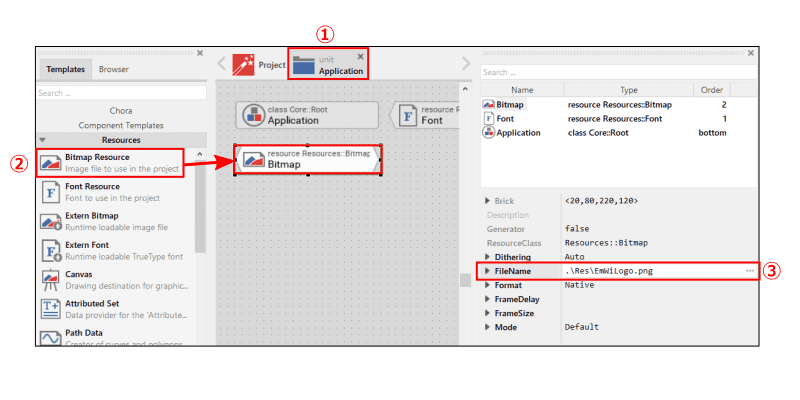 ①
Templates Browser
Search ...
Chora
Component Templates
Resources
②
Bitmap Resource
Image file to use in the project
Font Resource
Font to use in the project
Extern Bitmap
Runtime loadable image file
Extern Font
Runtime loadable TrueType font
Canvas
Drawing destination for graphic...
Attributed Set
Data provider for the 'Attribute...
Path Data
Creator of curves and polygons
Project
unit
Application
class Core::Root
Application
resource R
Font
resource Resources::Bitmap
Bitmap
Search ...
Name Type Order
Bitmap resource Resources::Bitmap 2
Font resource Resources::Font 1
Application class Core::Root bottom
Brick <20,80,220,120>
Description
Generator false
ResourceClass Resources::Bitmap
Dithering Auto
FileName .\Res\EmWiLogo.png ...
③
Format Native
FrameDelay
FrameSize
Mode Default